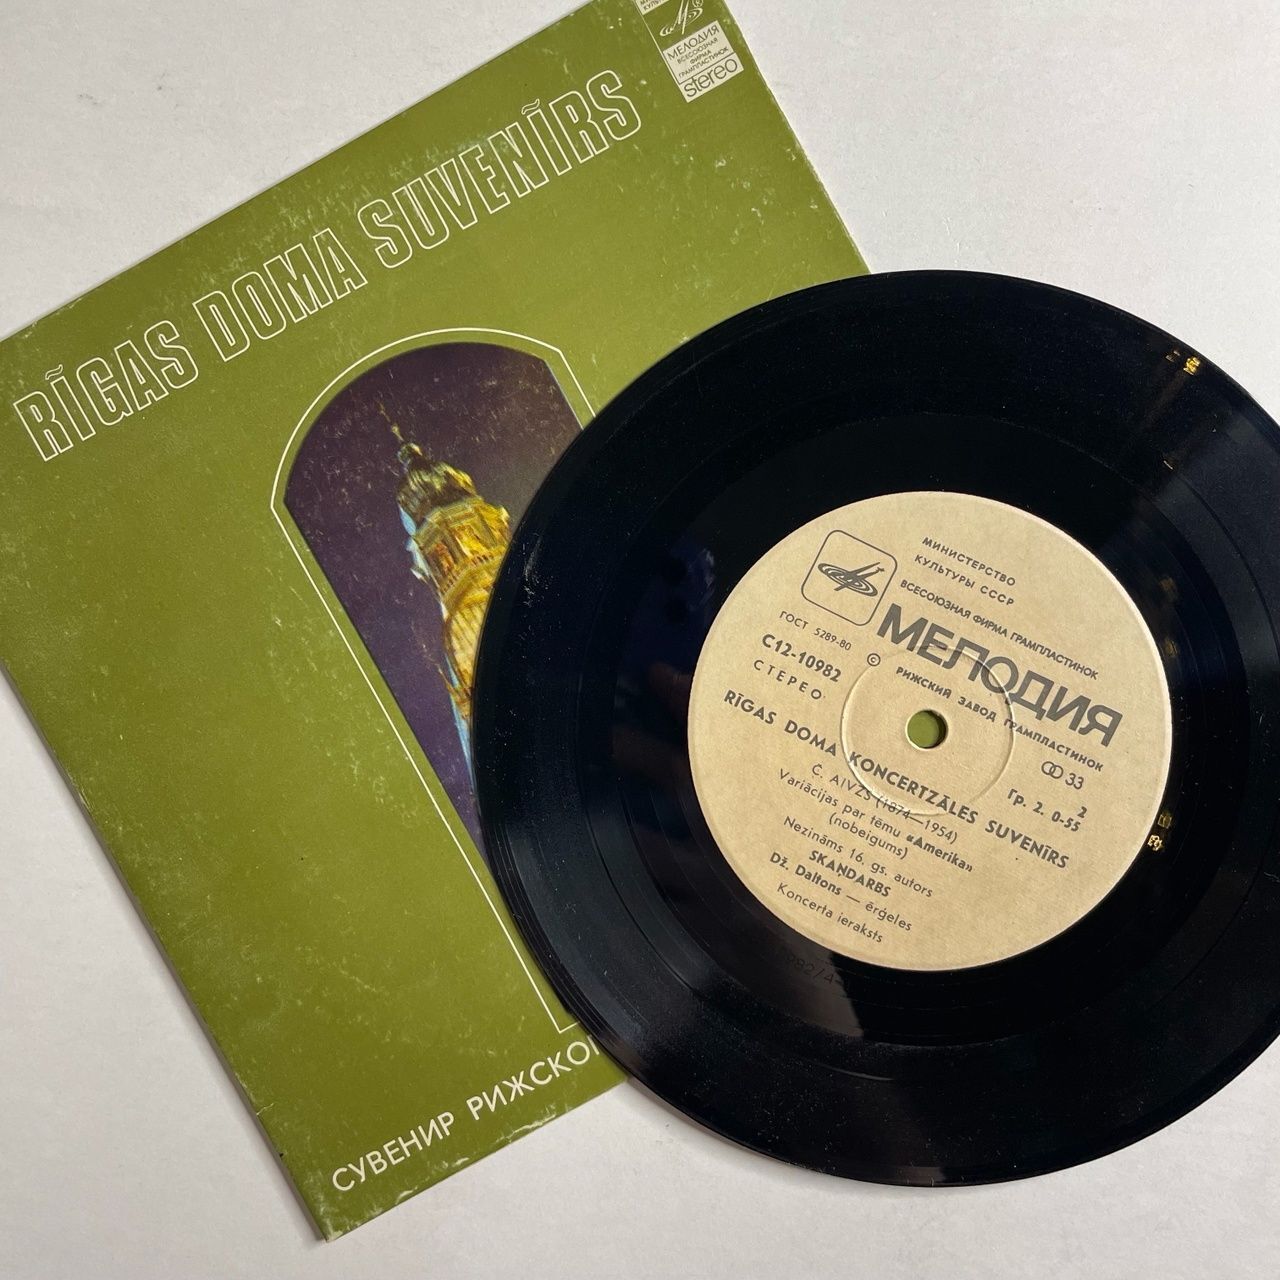 МЕЛОДИЯ
ВСЕСОЮЗНАЯ
ФИРМА
ГРАМПЛАСТИНОК
stereo
RĪGAS DOMA SUVENĪRS
СУВЕНИР
МИНИСТЕРСТВО
КУЛЬТУРЫ СССР
ВСЕСОЮЗНАЯ ФИРМА ГРАМПЛАСТИНОК
МЕЛОДИЯ
ГОСТ 5289-80
© РИЖСКИЙ ЗАВОД ГРАМПЛАСТИНОК
С12-10982
СТЕРЕО
33
2
Гр. 2. 0-55
RĪGAS DOMA KONCERTZĀLES SUVENĪRS
Č. AIVZS (1874—1954)
Variācijas par tēmu «Amerika»
(nobeigums)
Nezināms 16. gs. autors
SKAŅDARBS
Dž. Daltons — ērģeles
Koncerta ieraksts